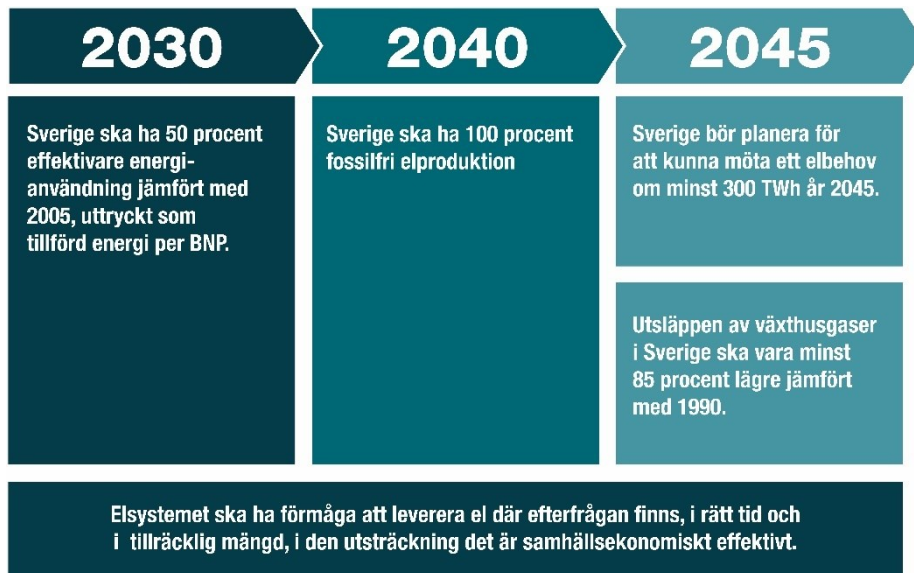 2030
2040
2045
Sverige ska ha 50 procent
effektivare energi-
användning jämfört med
2005, uttryckt som
tillförd energi per BNP.
Sverige ska ha 100 procent
fossilfri elproduktion
Sverige bör planera för
att kunna möta ett elbehov
om minst 300 TWh år 2045.
Utsläppen av växthusgaser
i Sverige ska vara minst
85 procent lägre jämfört
med 1990.
Elsystemet ska ha förmåga att leverera el där efterfrågan finns, i rätt tid och
i tillräcklig mängd, i den utsträckning det är samhällsekonomiskt effektivt.